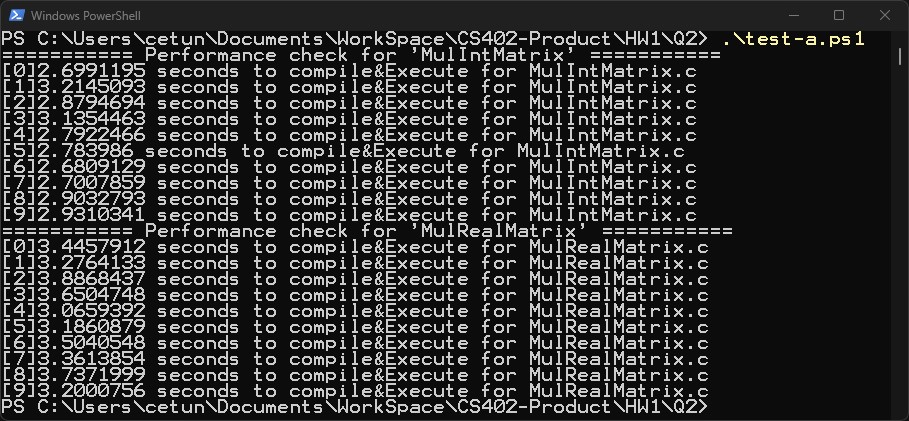 Windows PowerShell
PS C:\Users\cetun\Documents\WorkSpace\CS402-Product\HW1\Q2> .\test-a.ps1
=========== Performance check for 'MulIntMatrix' ===========
[0]2.6991195 seconds to compile&Execute for MulIntMatrix.c
[1]3.2145093 seconds to compile&Execute for MulIntMatrix.c
[2]2.8794694 seconds to compile&Execute for MulIntMatrix.c
[3]3.1354463 seconds to compile&Execute for MulIntMatrix.c
[4]2.7922466 seconds to compile&Execute for MulIntMatrix.c
[5]2.783986 seconds to compile&Execute for MulIntMatrix.c
[6]2.6809129 seconds to compile&Execute for MulIntMatrix.c
[7]2.7007859 seconds to compile&Execute for MulIntMatrix.c
[8]2.9032793 seconds to compile&Execute for MulIntMatrix.c
[9]2.9310341 seconds to compile&Execute for MulIntMatrix.c
=========== Performance check for 'MulRealMatrix' ===========
[0]3.4457912 seconds to compile&Execute for MulRealMatrix.c
[1]3.2764133 seconds to compile&Execute for MulRealMatrix.c
[2]3.8868437 seconds to compile&Execute for MulRealMatrix.c
[3]3.6504748 seconds to compile&Execute for MulRealMatrix.c
[4]3.0659392 seconds to compile&Execute for MulRealMatrix.c
[5]3.1860879 seconds to compile&Execute for MulRealMatrix.c
[6]3.5040548 seconds to compile&Execute for MulRealMatrix.c
[7]3.3613854 seconds to compile&Execute for MulRealMatrix.c
[8]3.7371999 seconds to compile&Execute for MulRealMatrix.c
[9]3.2000756 seconds to compile&Execute for MulRealMatrix.c
PS C:\Users\cetun\Documents\WorkSpace\CS402-Product\HW1\Q2>